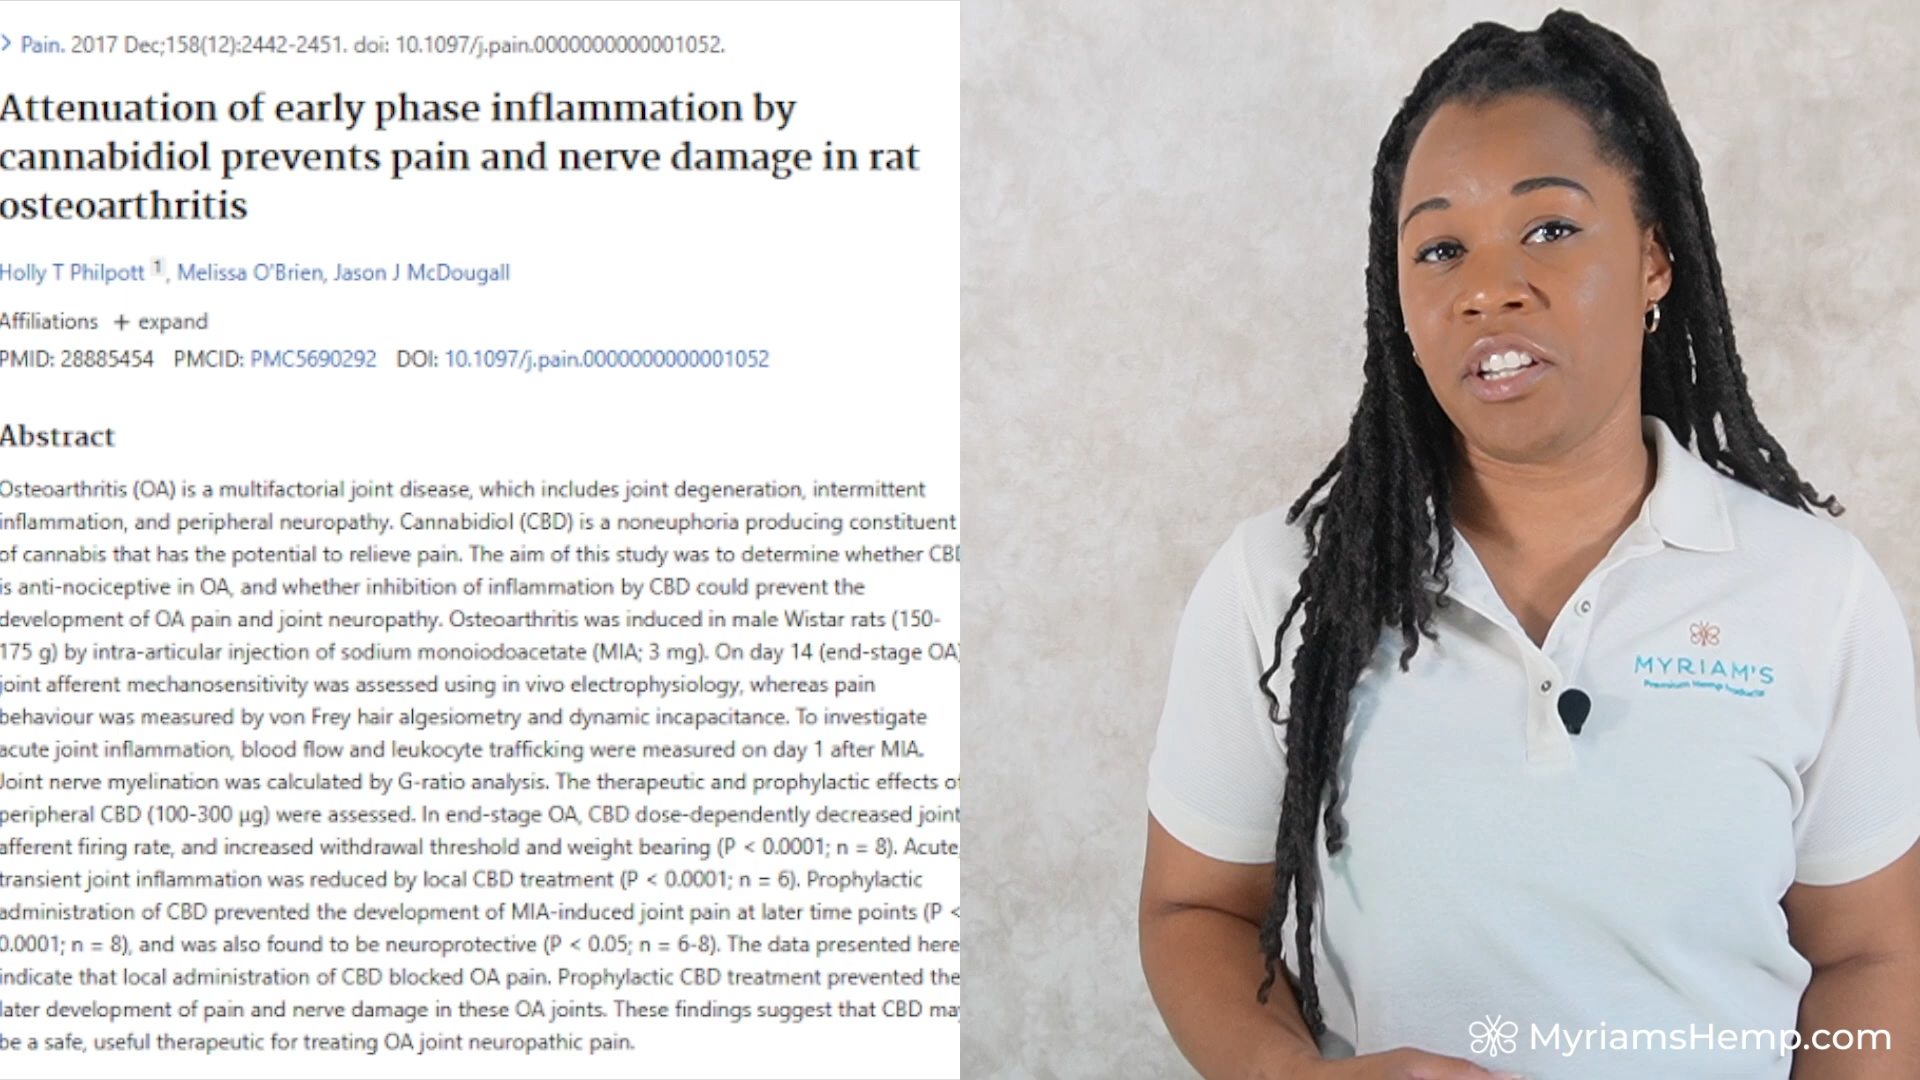 Pain. 2017 Dec;158(12):2442-2451. doi: 10.1097/j.pain.0000000000001052.
Attenuation of early phase inflammation by
cannabidiol prevents pain and nerve damage in rat
osteoarthritis
Holly T Philpott 1, Melissa O'Brien, Jason J McDougall
Affiliations + expand
PMID: 28885454 PMCID: PMC5690292 DOI: 10.1097/j.pain.0000000000001052
Abstract
Osteoarthritis (OA) is a multifactorial joint disease, which includes joint degeneration, intermittent
inflammation, and peripheral neuropathy. Cannabidiol (CBD) is a noneuphoria producing constituent
of cannabis that has the potential to relieve pain. The aim of this study was to determine whether CBD
is anti-nociceptive in OA, and whether inhibition of inflammation by CBD could prevent the
development of OA pain and joint neuropathy. Osteoarthritis was induced in male Wistar rats (150-
175 g) by intra-articular injection of sodium monoiodoacetate (MIA; 3 mg). On day 14 (end-stage OA)
joint afferent mechanosensitivity was assessed using in vivo electrophysiology, whereas pain
behaviour was measured by von Frey hair algesiometry and dynamic incapacitance. To investigate
acute joint inflammation, blood flow and leukocyte trafficking were measured on day 1 after MIA.
Joint nerve myelination was calculated by G-ratio analysis. The therapeutic and prophylactic effects of
peripheral CBD (100-300 μg) were assessed. In end-stage OA, CBD dose-dependently decreased joint
afferent firing rate, and increased withdrawal threshold and weight bearing (P < 0.0001; n = 8). Acute,
transient joint inflammation was reduced by local CBD treatment (P < 0.0001; n = 6). Prophylactic
administration of CBD prevented the development of MIA-induced joint pain at later time points (P <
0.0001; n = 8), and was also found to be neuroprotective (P < 0.05; n = 6-8). The data presented here
indicate that local administration of CBD blocked OA pain. Prophylactic CBD treatment prevented the
later development of pain and nerve damage in these OA joints. These findings suggest that CBD may
be a safe, useful therapeutic for treating OA joint neuropathic pain.
MYRIAM'S
Premium Hemp Products
MyriamsHemp.com